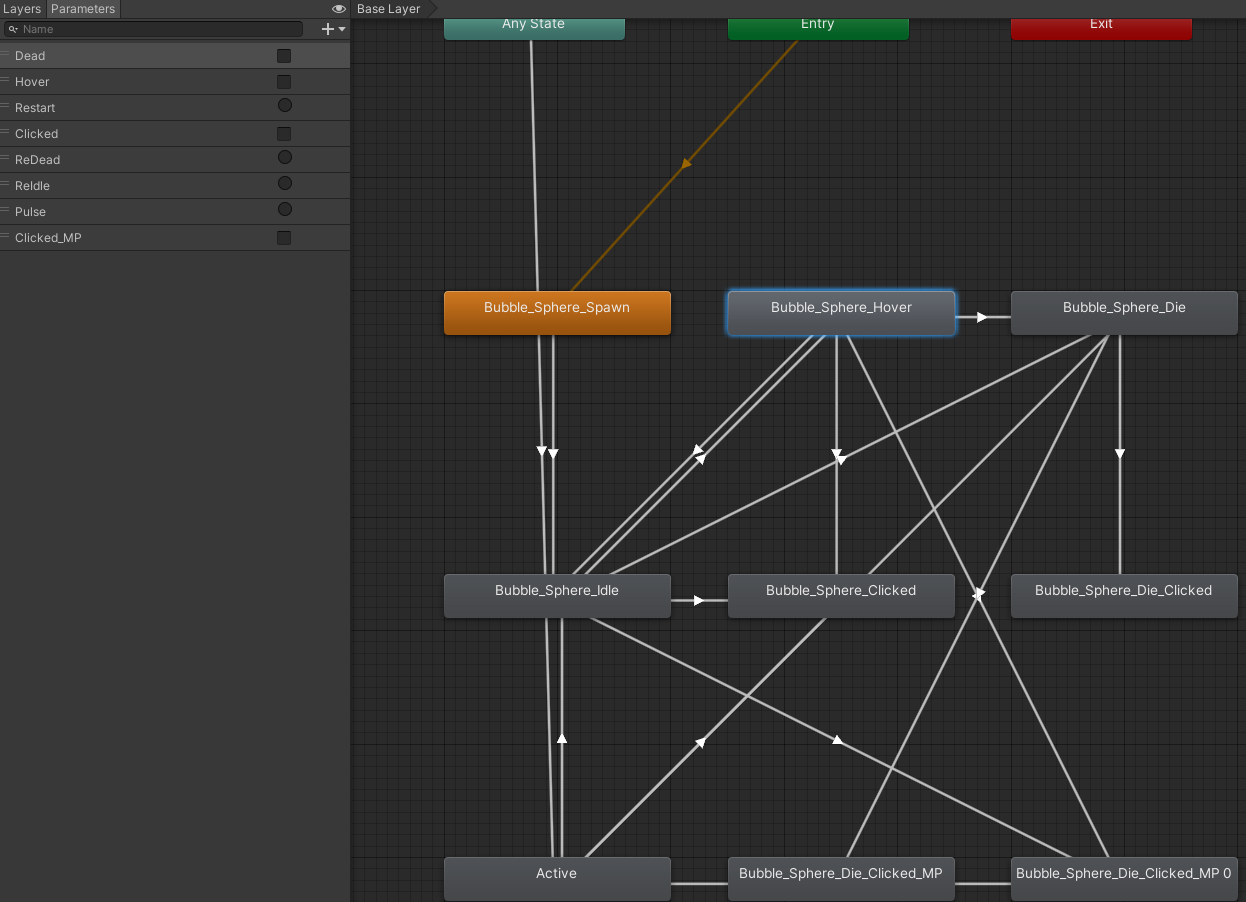 Layers Parameters
Base Layer
Name
Dead
Hover
Restart
Clicked
ReDead
ReIdle
Pulse
Clicked_MP
Any State
Entry
Exit
Bubble_Sphere_Spawn
Bubble_Sphere_Hover
Bubble_Sphere_Die
Bubble_Sphere_Idle
Bubble_Sphere_Clicked
Bubble_Sphere_Die_Clicked
Active
Bubble_Sphere_Die_Clicked_MP
Bubble_Sphere_Die_Clicked_MP 0